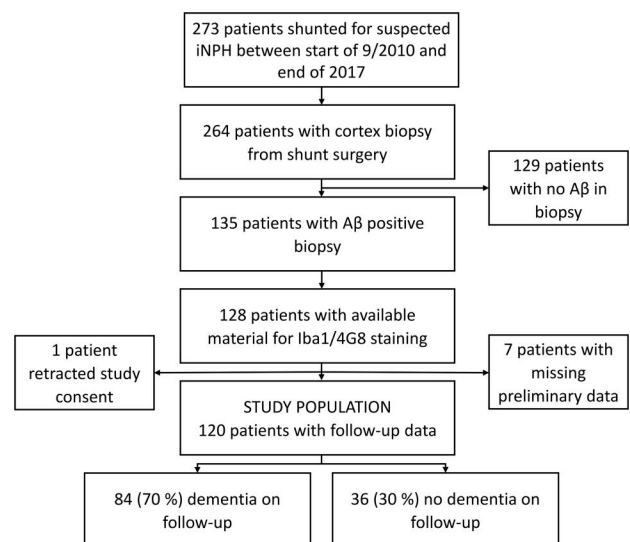 273 patients shunted for suspected
iNPH between start of 9/2010 and
end of 2017
264 patients with cortex biopsy
from shunt surgery
129 patients
with no Aβ in
biopsy
135 patients with Aβ positive
biopsy
128 patients with available
material for Iba1/4G8 staining
1 patient
retracted study
consent
7 patients with
missing
preliminary data
STUDY POPULATION
120 patients with follow-up data
84 (70 %) dementia on
follow-up
36 (30 %) no dementia on
follow-up